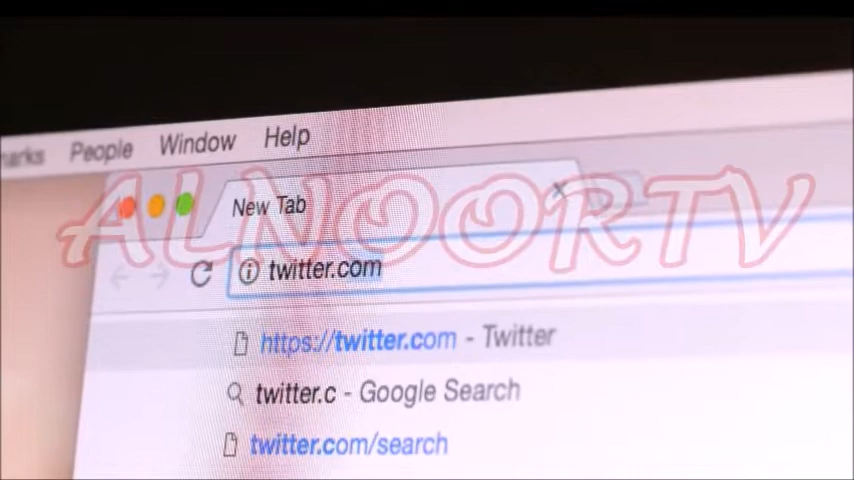 People Window Help
New Tab
ALNOORTV
twitter.com
https://twitter.com - Twitter
twitter.c - Google Search
twitter.com/search